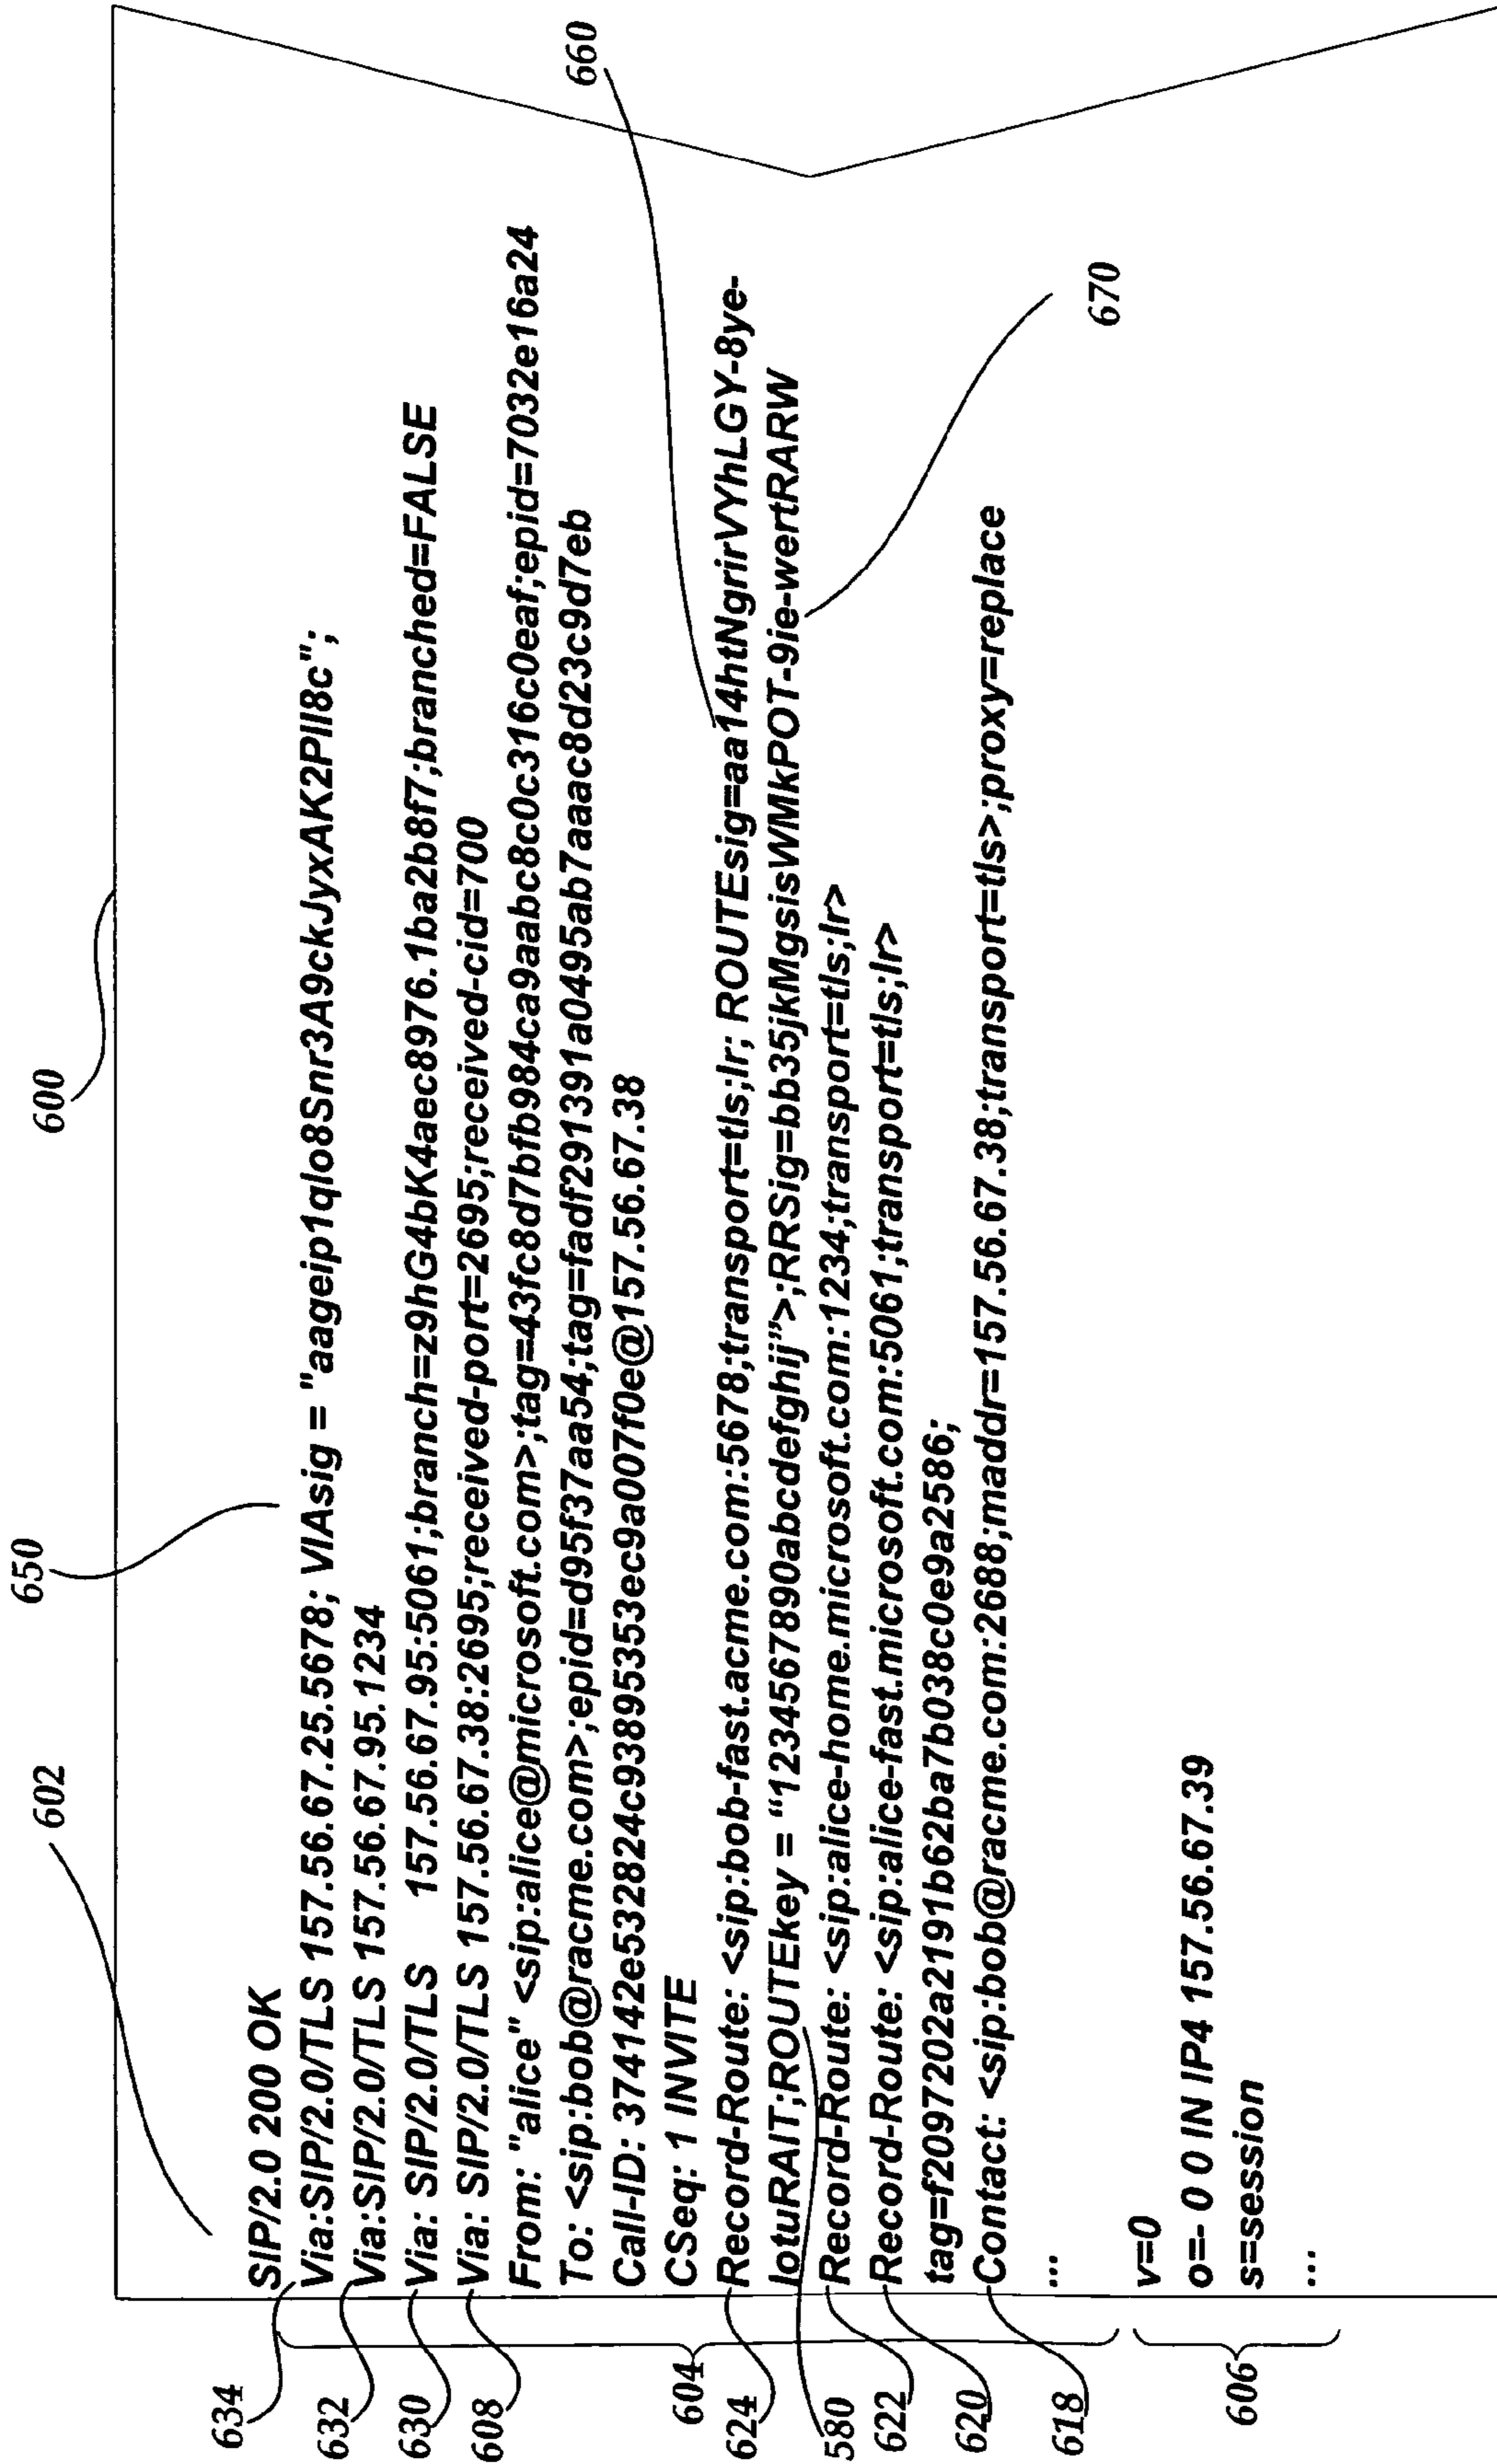 600
650
602
660
670
634
632
630
608
604
624
580
622
620
618
606
SIP/2.0 200 OK
Via:SIP/2.0/TLS 157.56.67.25.5678; VIAsig = "aageip1qlo8Snr3A9ckJyxAK2PII8c";
Via:SIP/2.0/TLS 157.56.67.95.1234
Via: SIP/2.0/TLS 157.56.67.95:5061;branch=z9hG4bK4aec8976.1ba2b8f7;branched=FALSE
Via: SIP/2.0/TLS 157.56.67.38:2695;received-port=2695;received-cid=700
From: "alice" <sip:alice@microsoft.com>;tag=43fc8d7bfb984ca9aabc8c0c316c0eaf;epid=7032e16a24
To: <sip:bob@racme.com>;epid=d95f37aa54;tag=fadf291391a0495ab7aaac8d23c9d7eb
Call-ID: 374142e532824c93895353ec9a007f0e@157.56.67.38
CSeq: 1 INVITE
Record-Route: <sip:bob-fast.acme.com:5678;transport=tls;lr; ROUTEsig=aa14htNgrirVYhLGY-8ye-
lotuRAIT;ROUTEkey = “1234567890abcdefghij”>;RRSig=bb35jkMgsisWMkPOT-9ie-wertRARW
Record-Route: <sip:alice-home.microsoft.com:1234;transport=tls;lr>
Record-Route: <sip:alice-fast.microsoft.com:5061;transport=tls;lr>
tag=f2097202a2191b62ba7b038c0e9a2586;
Contact: <sip:bob@racme.com:2688;maddr=157.56.67.38;transport=tls>;proxy=replace
...
v=0
o=- 0 0 IN IP4 157.56.67.39
s=session
...